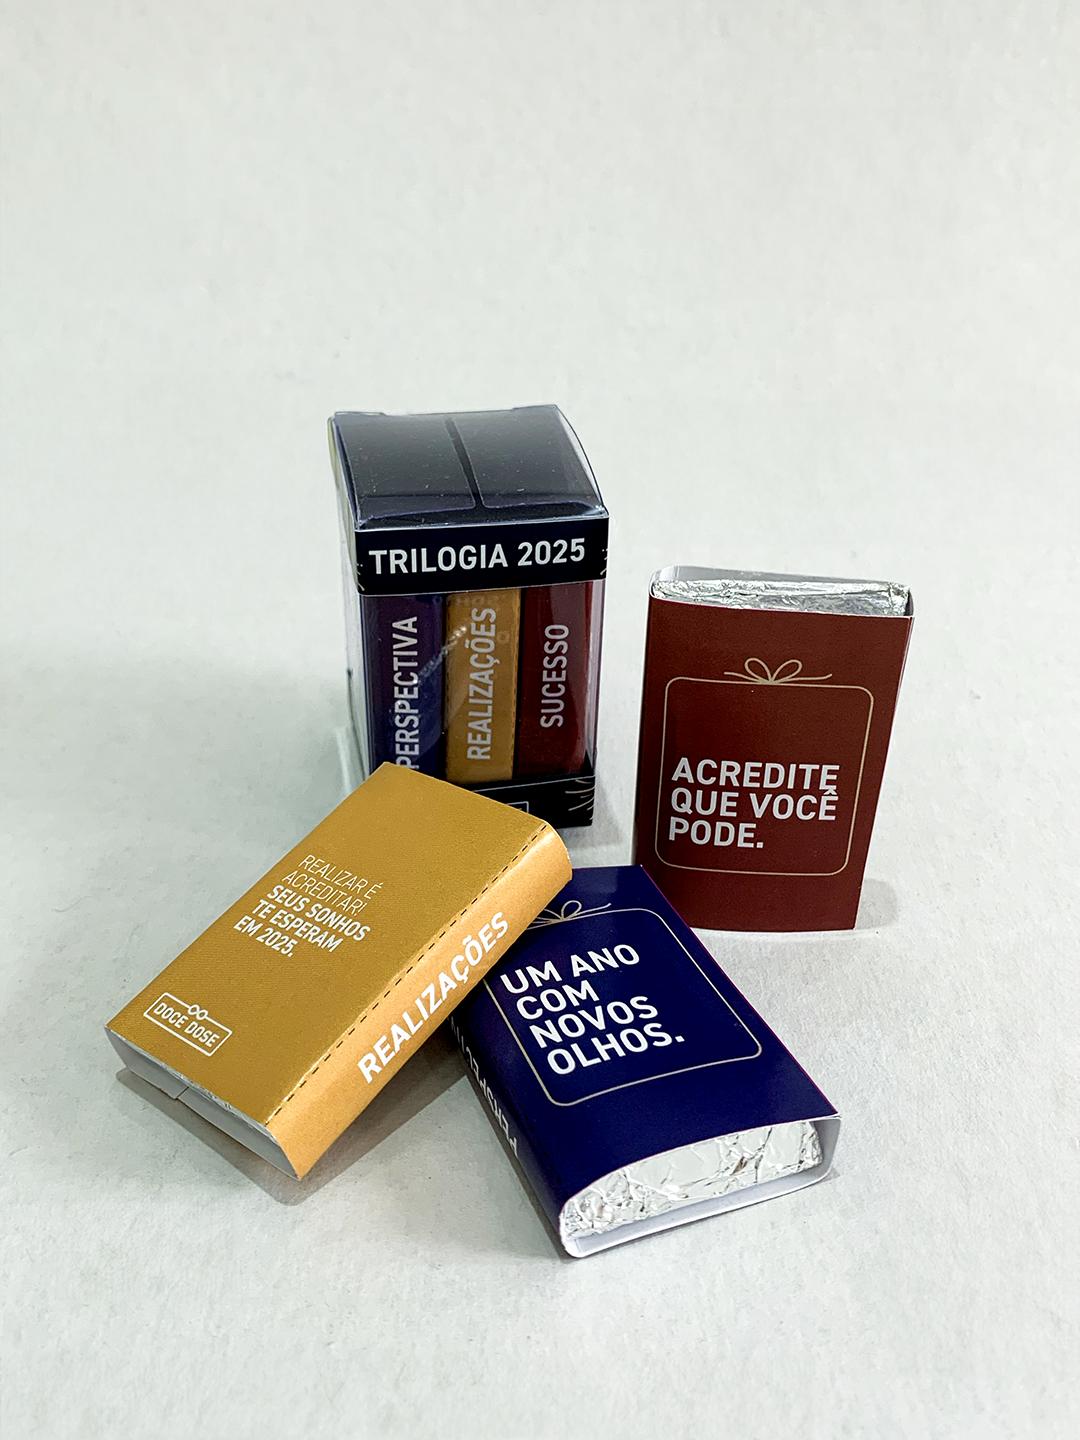 TRILOGIA 2025
PERSPECTIVA
REALIZAÇÕES
SUCESSO
ACREDITE
QUE VOCÊ
PODE.
REALIZAR É
ACREDITAR!
SEUS SONHOS
TE ESPERAM
EM 2025.
DOCE DOSE
REALIZAÇÕES
UM ANO
COM
NOVOS
OLHOS.